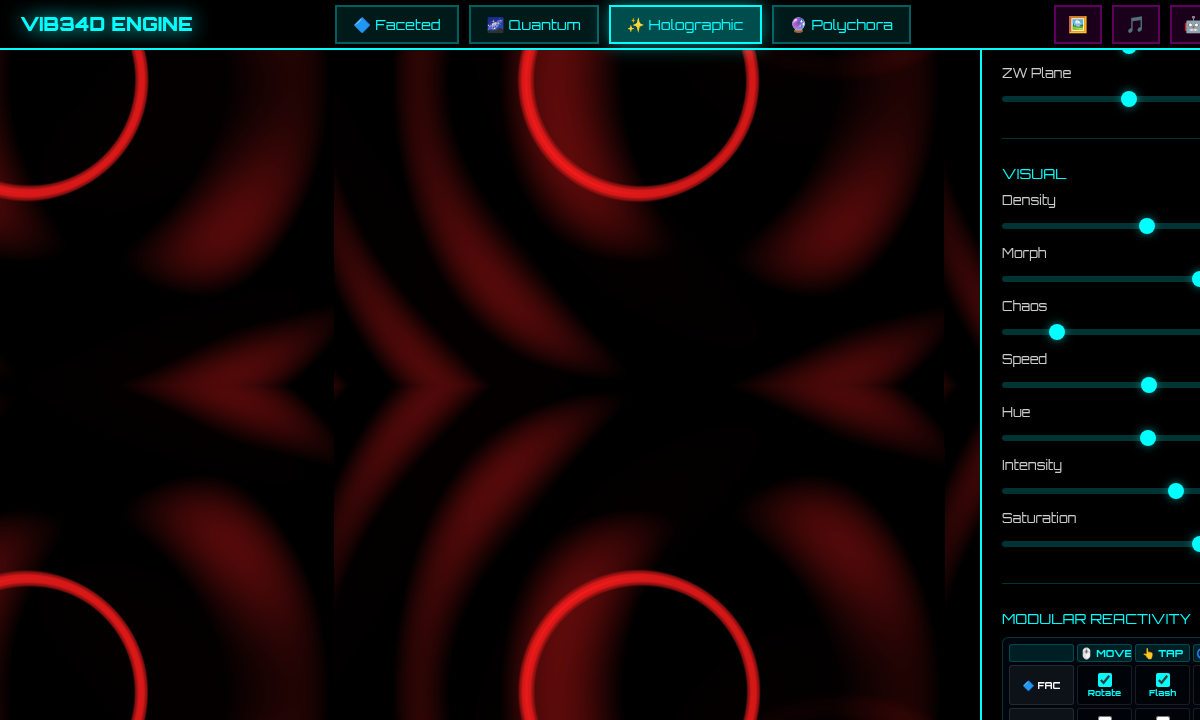 VIB34D ENGINE
🔷 Faceted
🌌 Quantum
✨ Holographic
🔮 Polychora
ZW Plane
VISUAL
Density
Morph
Chaos
Speed
Hue
Intensity
Saturation
MODULAR REACTIVITY
🖱️ MOVE
👆 TAP
🔷 FAC
Rotate
Flash